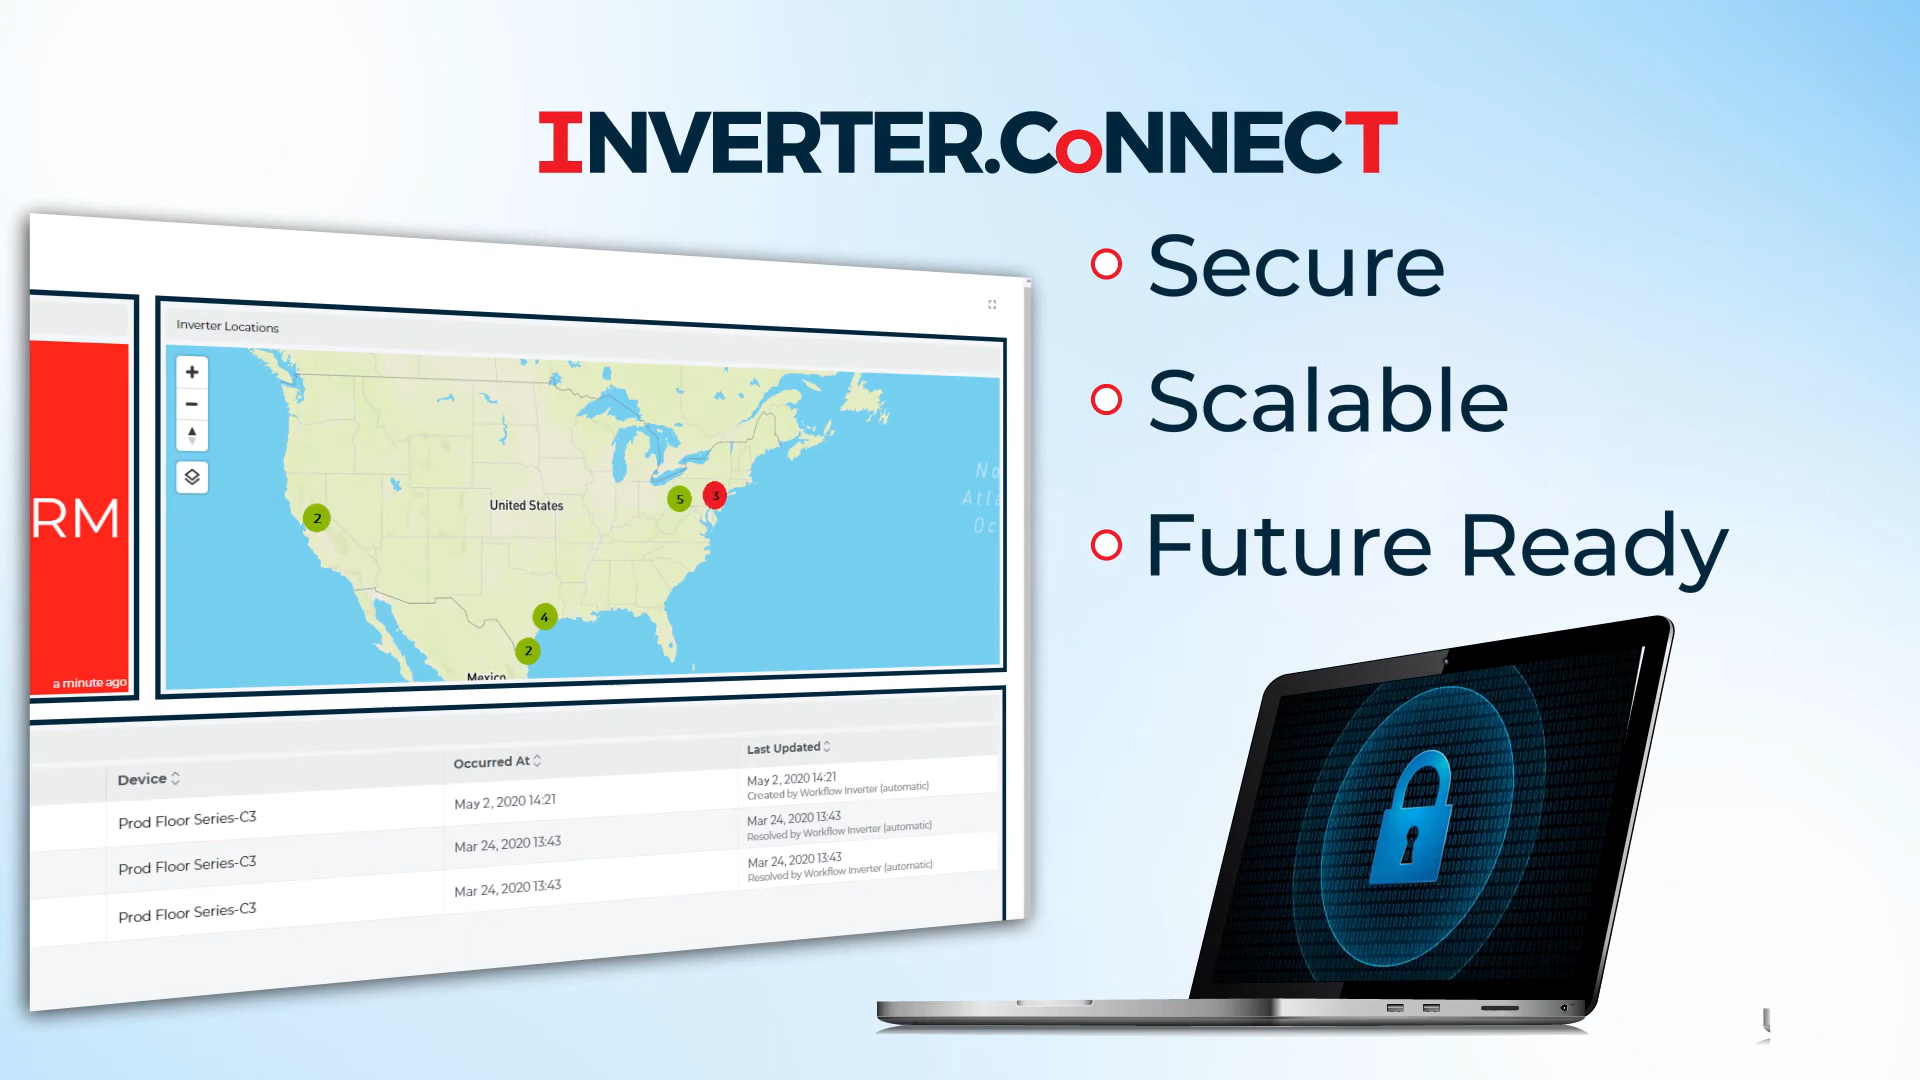 INVERTER.CoNNECT
Secure
Scalable
Future Ready
Inverter Locations
RM
a minute ago
United States
Mexico
No
Atl
Oc
2
5
3
4
2
Device
Occurred At
Last Updated
Prod Floor Series-C3
May 2, 2020 14:21
May 2, 2020 14:21
Created by Workflow Inverter (automatic)
Prod Floor Series-C3
Mar 24, 2020 13:43
Mar 24, 2020 13:43
Resolved by Workflow Inverter (automatic)
Prod Floor Series-C3
Mar 24, 2020 13:43
Mar 24, 2020 13:43
Resolved by Workflow Inverter (automatic)